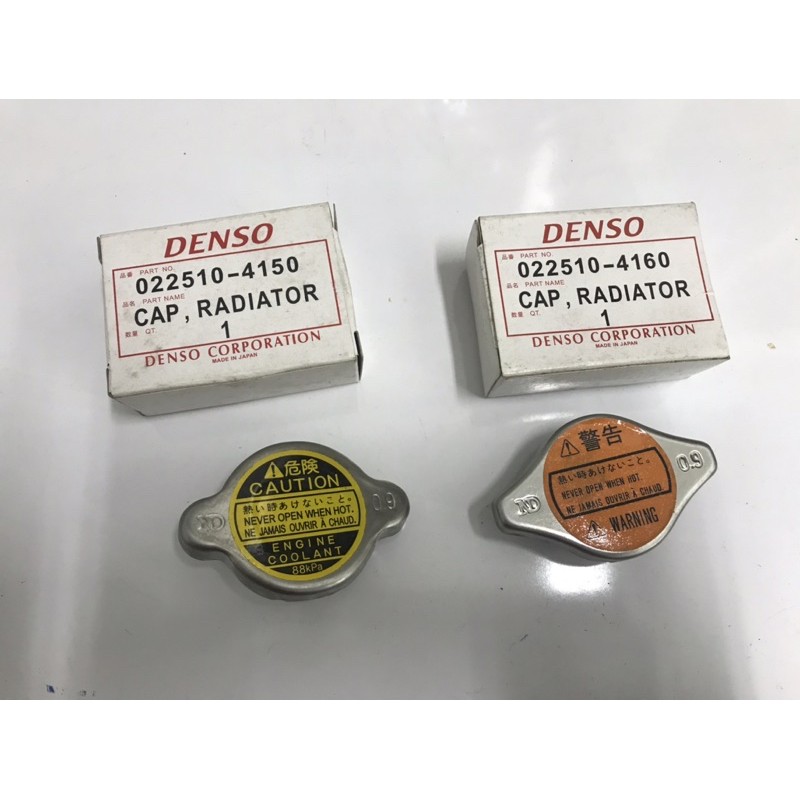 DENSO
品番 PART NO.
022510-4150
品名 PART NAME
CAP, RADIATOR
数量 QT.
1
DENSO CORPORATION
MADE IN JAPAN
DENSO
品番 PART NO.
022510-4160
品名 PART NAME
CAP, RADIATOR
数量 QT.
1
DENSO CORPORATION
MADE IN JAPAN
危険
CAUTION
熱い時あけないこと。
NEVER OPEN WHEN HOT.
NE JAMAIS OUVRIR À CHAUD.
ENGINE
COOLANT
88kPa
ND
0.9
警告
熱い時あけないこと。
NEVER OPEN WHEN HOT.
NE JAMAIS OUVRIR À CHAUD.
WARNING
ND
0.9